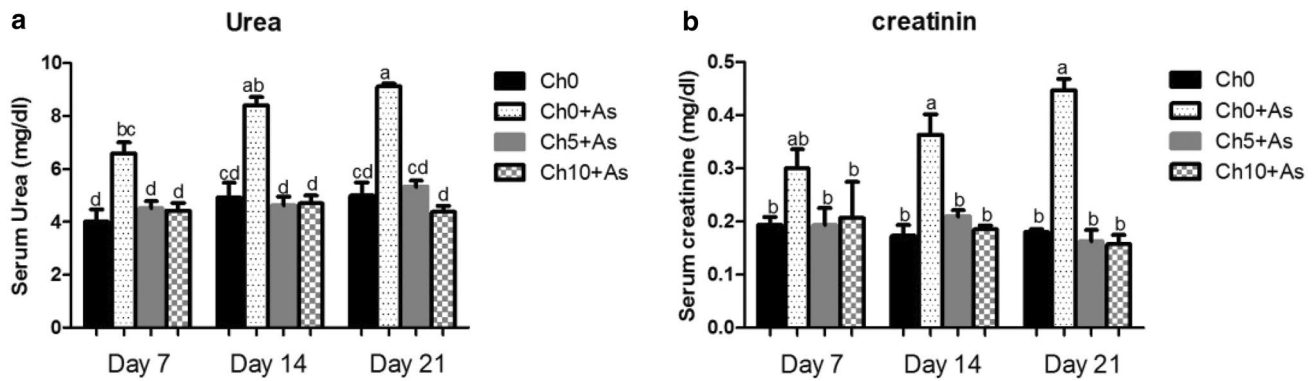 a
Urea
Serum Urea (mg/dl)
10
8
6
4
2
0
d
bc
d
d
cd
ab
d
d
cd
a
cd
d
Day 7
Day 14
Day 21
Ch0
Ch0+As
Ch5+As
Ch10+As
b
creatinin
Serum creatinine (mg/dl)
0.5
0.4
0.3
0.2
0.1
0.0
b
ab
b
b
b
a
b
b
b
a
b
b
Day 7
Day 14
Day 21
Ch0
Ch0+As
Ch5+As
Ch10+As